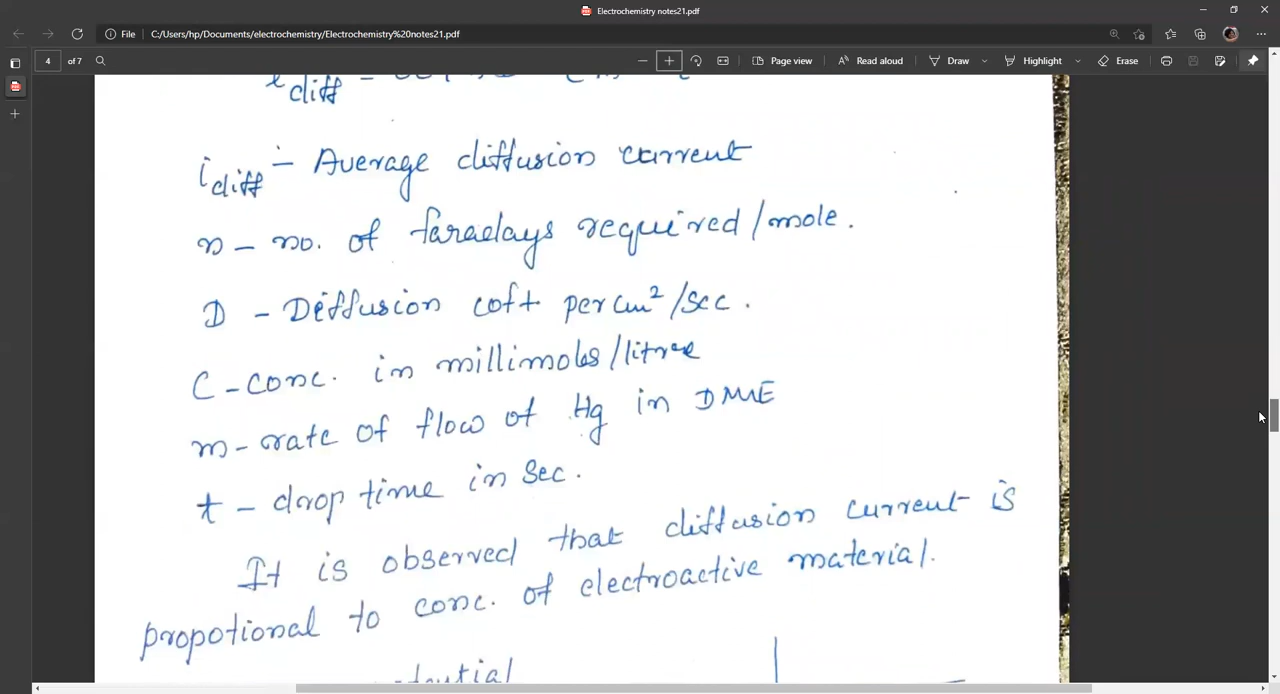 Electrochemistry notes21.pdf
File C:/Users/hp/Documents/electrochemistry/Electrochemistry%20notes21.pdf
4 of 7 Page view Read aloud Draw Highlight Erase
i diff - Average diffusion current
n - no. of faradays required/mole.
D - Diffusion coft per cm²/sec.
C - conc. in millimoles/litree
m - rate of flow of Hg in DME
t - drop time in sec.
It is observed that diffusion current is
propotional to conc. of electroactive material.